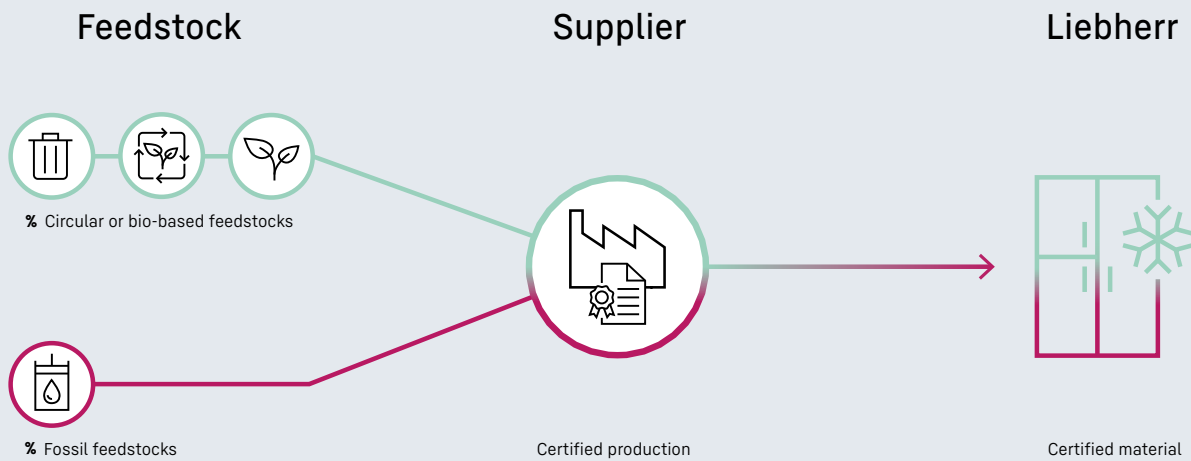 Feedstock
Supplier
Liebherr
% Circular or bio-based feedstocks
% Fossil feedstocks
Certified production
Certified material